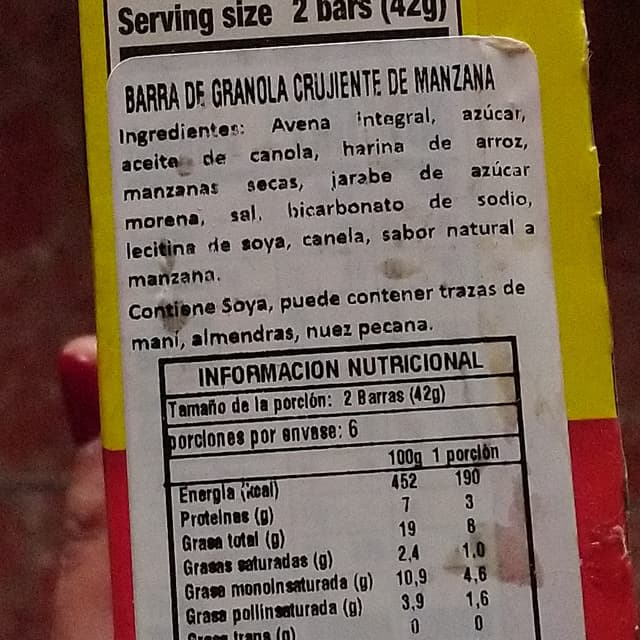 Serving size 2 bars (42g)
BARRA DE GRANOLA CRUJIENTE DE MANZANA
Ingredientes: Avena integral, azúcar,
aceite de canola, harina de arroz,
manzanas secas, jarabe de azúcar
morena, sal, bicarbonato de sodio,
lecitina de soya, canela, sabor natural a
manzana.
Contiene Soya, puede contener trazas de
maní, almendras, nuez pecana.
INFORMACION NUTRICIONAL
Tamaño de la porción: 2 Barras (42g)
porciones por envase: 6
100g 1 porción
Energía (kcal) 452 190
Proteínas (g) 7 3
Grasa total (g) 19 8
Grasas saturadas (g) 2,4 1,0
Grasa monoinsaturada (g) 10,9 4,6
Grasa poliinsaturada (g) 3,9 1,6
Grasa trans (g) 0 0